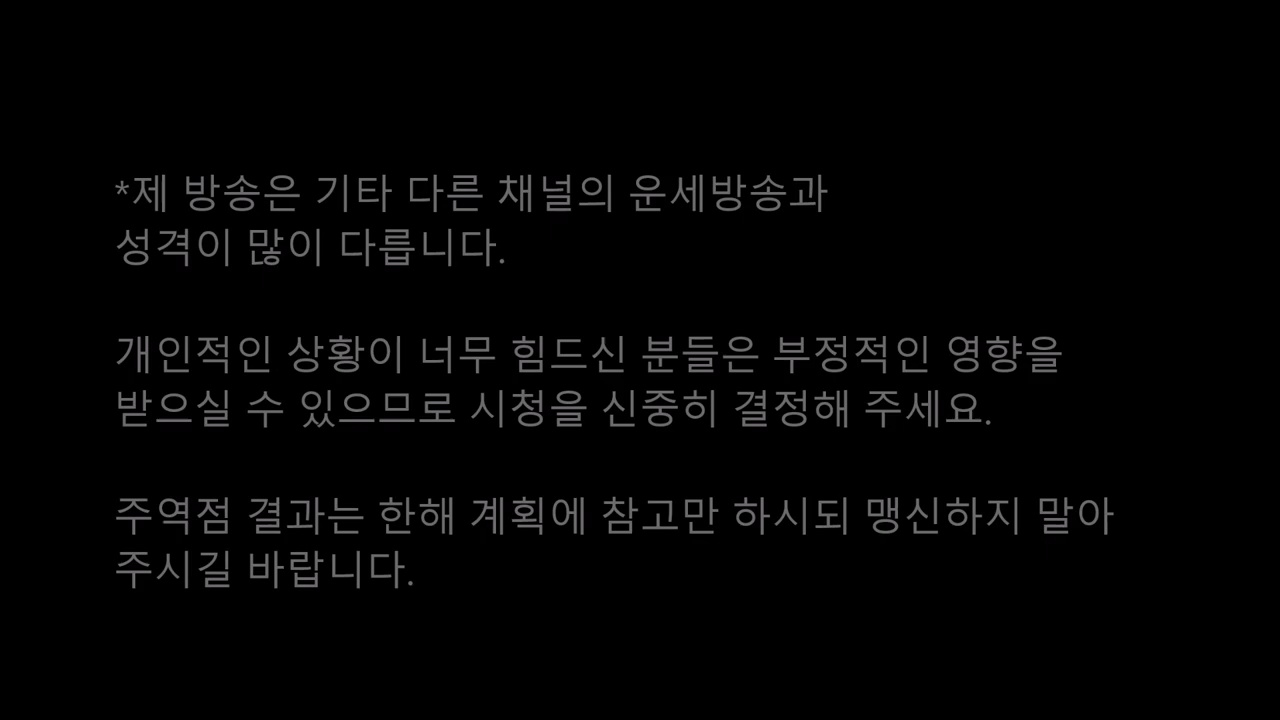 *제 방송은 기타 다른 채널의 운세방송과
성격이 많이 다릅니다.
개인적인 상황이 너무 힘드신 분들은 부정적인 영향을
받으실 수 있으므로 시청을 신중히 결정해 주세요.
주역점 결과는 한해 계획에 참고만 하시되 맹신하지 말아
주시길 바랍니다.